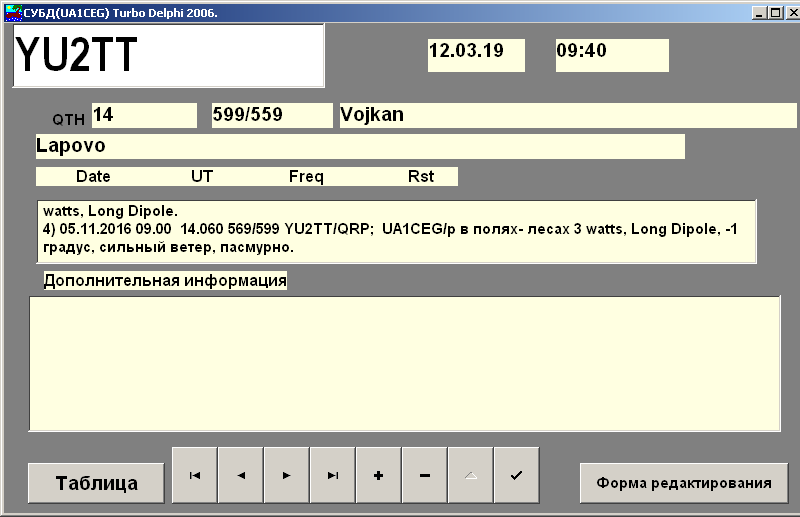 СУБД(UA1CEG) Turbo Delphi 2006.
YU2TT
12.03.19 09:40
QTH 14 599/559 Vojkan
Lapovo
Date UT Freq Rst
watts, Long Dipole.
4) 05.11.2016 09.00 14.060 569/599 YU2TT/QRP; UA1CEG/p в полях- лесах 3 watts, Long Dipole, -1
градус, сильный ветер, пасмурно.
Дополнительная информация
Таблица Форма редактирования